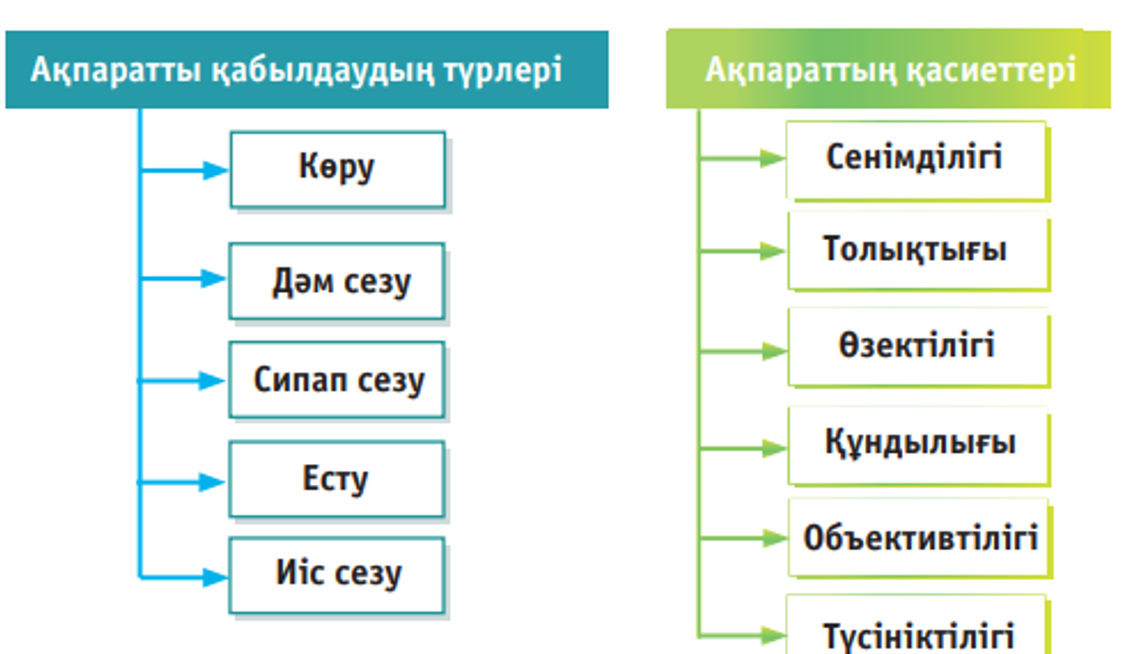 Ақпаратты қабылдаудың түрлері
Көру
Дәм сезу
Сипап сезу
Есту
Иіс сезу
Ақпараттың қасиеттері
Сенімділігі
Толықтығы
Өзектілігі
Құндылығы
Объективтілігі
Түсініктілігі